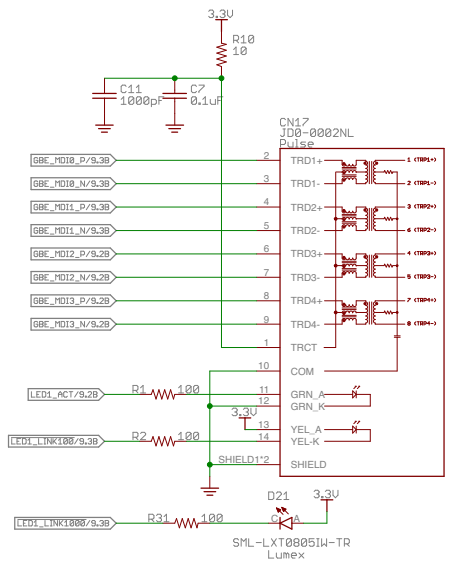 3.3V
R10
10
C11
1000pF
C7
0.1uF
CN17
JD0-0002NL
Pulse
GBE_MDI0_P/9.3B 2 TRD1+ 1 (TRP1+)
GBE_MDI0_N/9.3B 3 TRD1- 2 (TRP1-)
GBE_MDI1_P/9.3B 4 TRD2+ 3 (TRP2+)
GBE_MDI1_N/9.3B 5 TRD2- 6 (TRP2-)
GBE_MDI2_P/9.2B 6 TRD3+ 4 (TRP3+)
GBE_MDI2_N/9.2B 7 TRD3- 5 (TRP3-)
GBE_MDI3_P/9.2B 8 TRD4+ 7 (TRP4+)
GBE_MDI3_N/9.2B 9 TRD4- 8 (TRP4-)
1 TRCT
10 COM
LED1_ACT/9.2B R1 100 11 GRN_A
12 GRN_K
3.3V 13 YEL_A
LED1_LINK100/9.3B R2 100 14 YEL-K
SHIELD1*2 SHIELD
D21
3.3V
LED1_LINK1000/9.3B R31 100 C A
SML-LXT0805IW-TR
Lumex